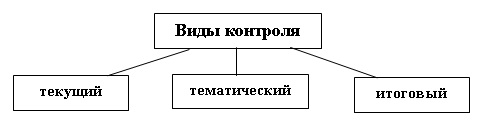 Виды контроля
текущий
тематический
итоговый